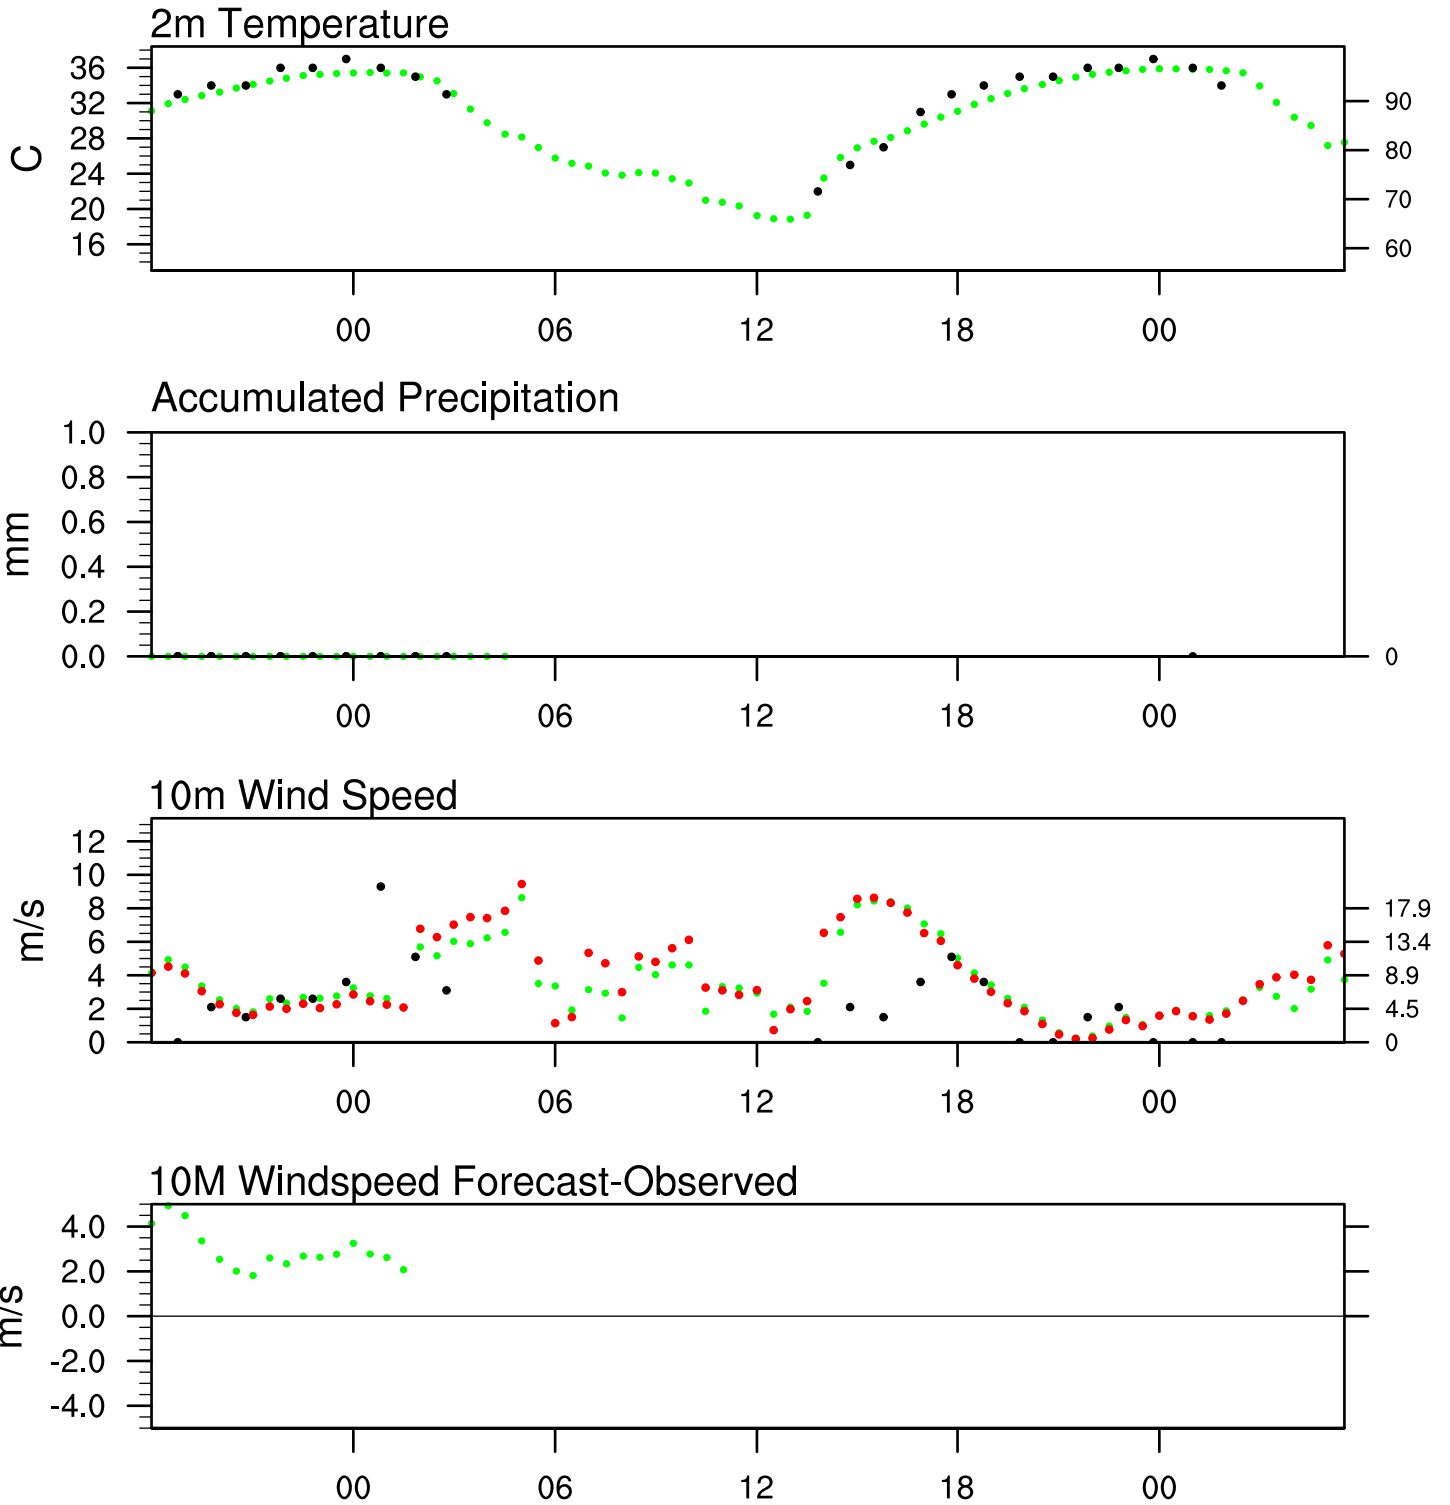 2m Temperature
36
32
28
24
20
16
C
90
80
70
60
00 06 12 18 00
Accumulated Precipitation
1.0
0.8
0.6
0.4
0.2
0.0
mm
0
00 06 12 18 00
10m Wind Speed
12
10
8
6
4
2
0
m/s
17.9
13.4
8.9
4.5
0
00 06 12 18 00
10M Windspeed Forecast-Observed
4.0
2.0
0.0
-2.0
-4.0
m/s
00 06 12 18 00